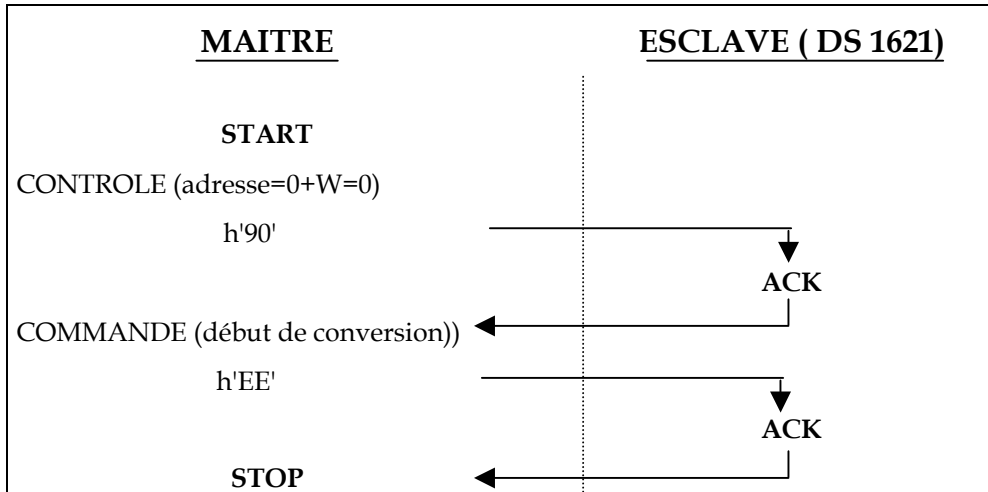 MAITRE
ESCLAVE ( DS 1621)
START
CONTROLE (adresse=0+W=0)
h'90'
ACK
COMMANDE (début de conversion))
h'EE'
ACK
STOP